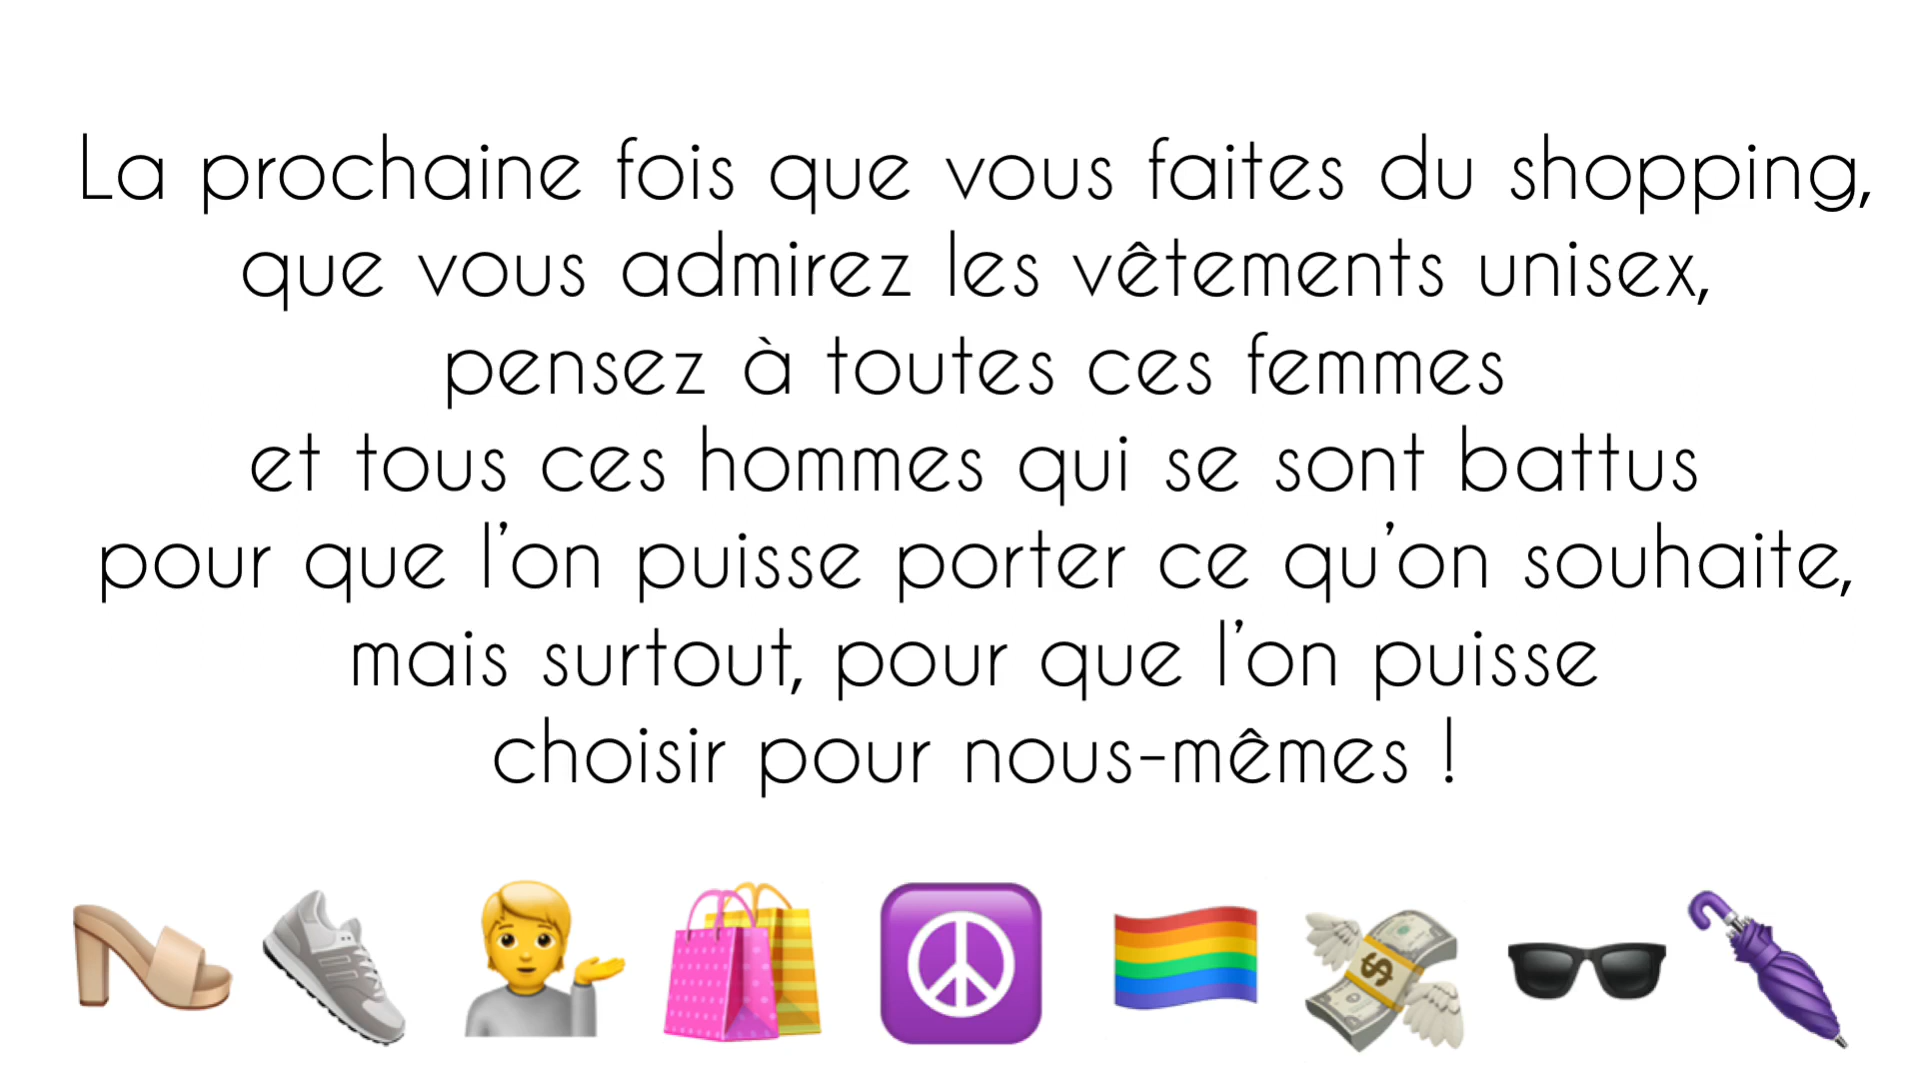 La prochaine fois que vous faites du shopping,
que vous admirez les vêtements unisex,
pensez à toutes ces femmes
et tous ces hommes qui se sont battus
pour que l’on puisse porter ce qu’on souhaite,
mais surtout, pour que l’on puisse
choisir pour nous-mêmes !